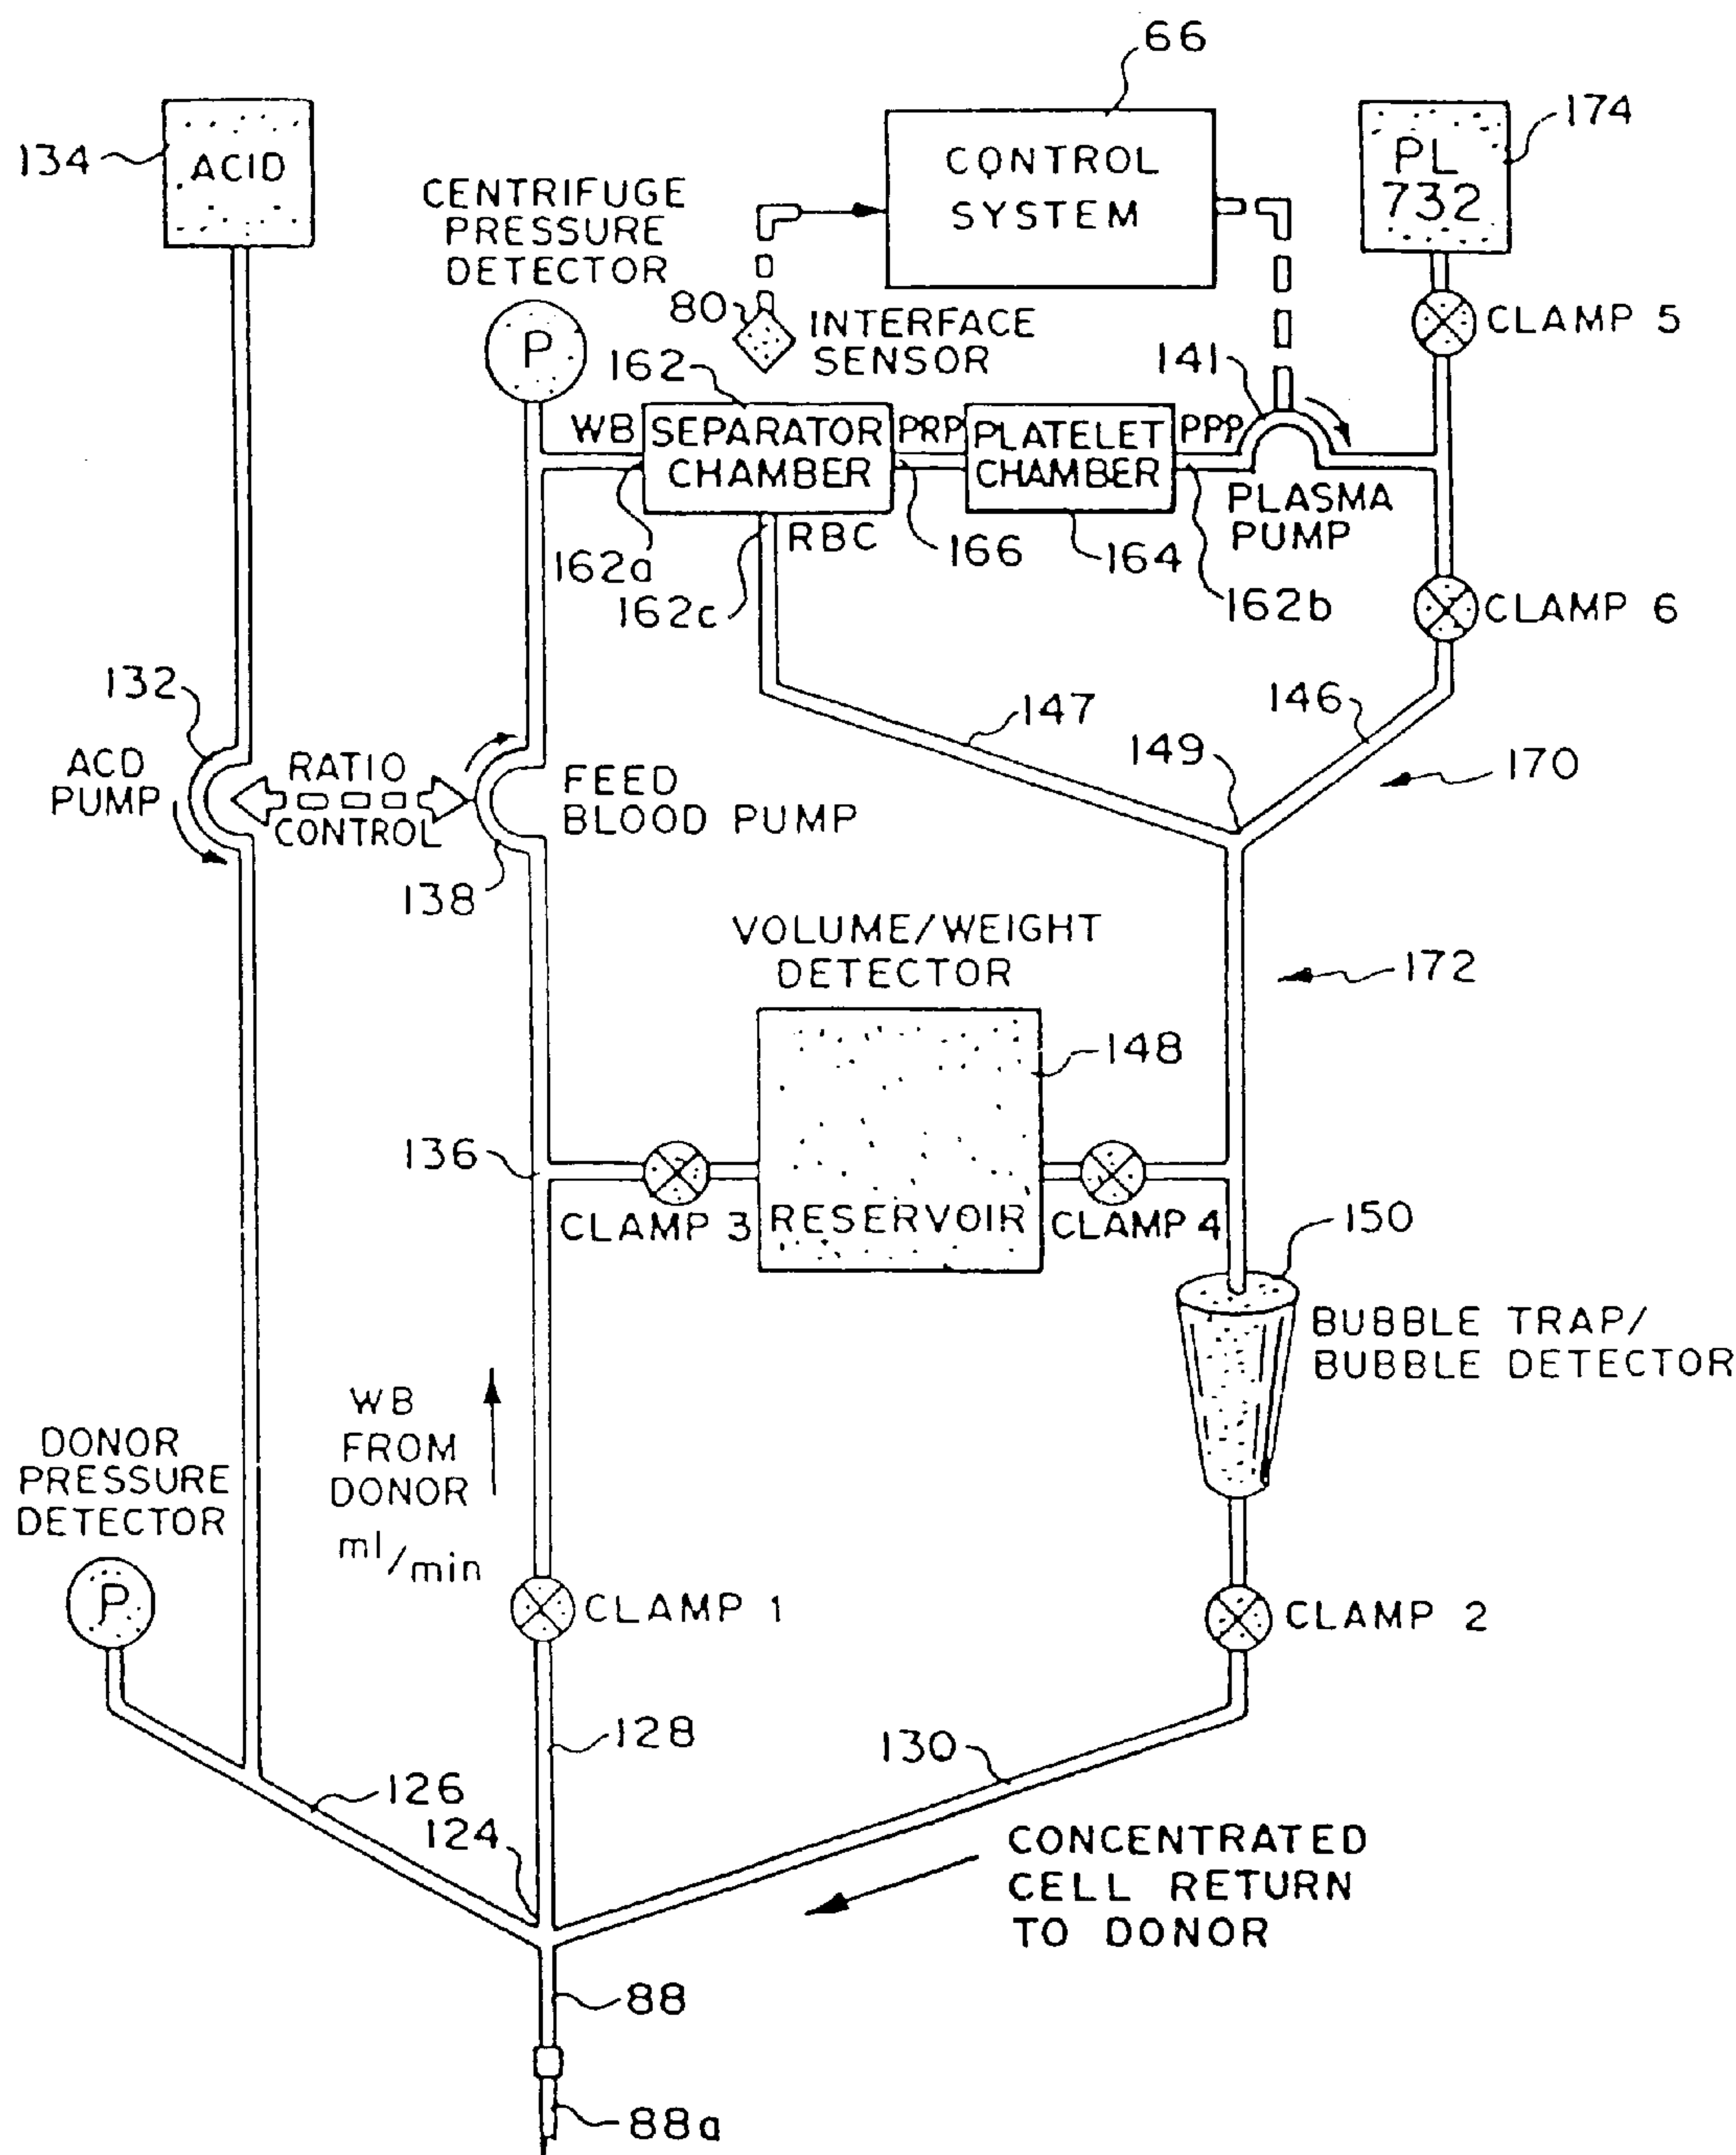 66
134
ACID
CONTROL
SYSTEM
PL
732
174
CENTRIFUGE
PRESSURE
DETECTOR
P
80
INTERFACE
SENSOR
CLAMP 5
162
141
WB
SEPARATOR
CHAMBER
PRP
PLATELET
CHAMBER
PPP
PLASMA
PUMP
162a
RBC
166
164
162b
162c
CLAMP 6
132
ACD
PUMP
RATIO
CONTROL
FEED
BLOOD PUMP
138
147
149
146
170
VOLUME/WEIGHT
DETECTOR
172
148
136
CLAMP 3
RESERVOIR
CLAMP 4
150
BUBBLE TRAP/
BUBBLE DETECTOR
WB
FROM
DONOR
ml/min
DONOR
PRESSURE
DETECTOR
P
CLAMP 1
CLAMP 2
128
130
126
124
CONCENTRATED
CELL RETURN
TO DONOR
88
88a